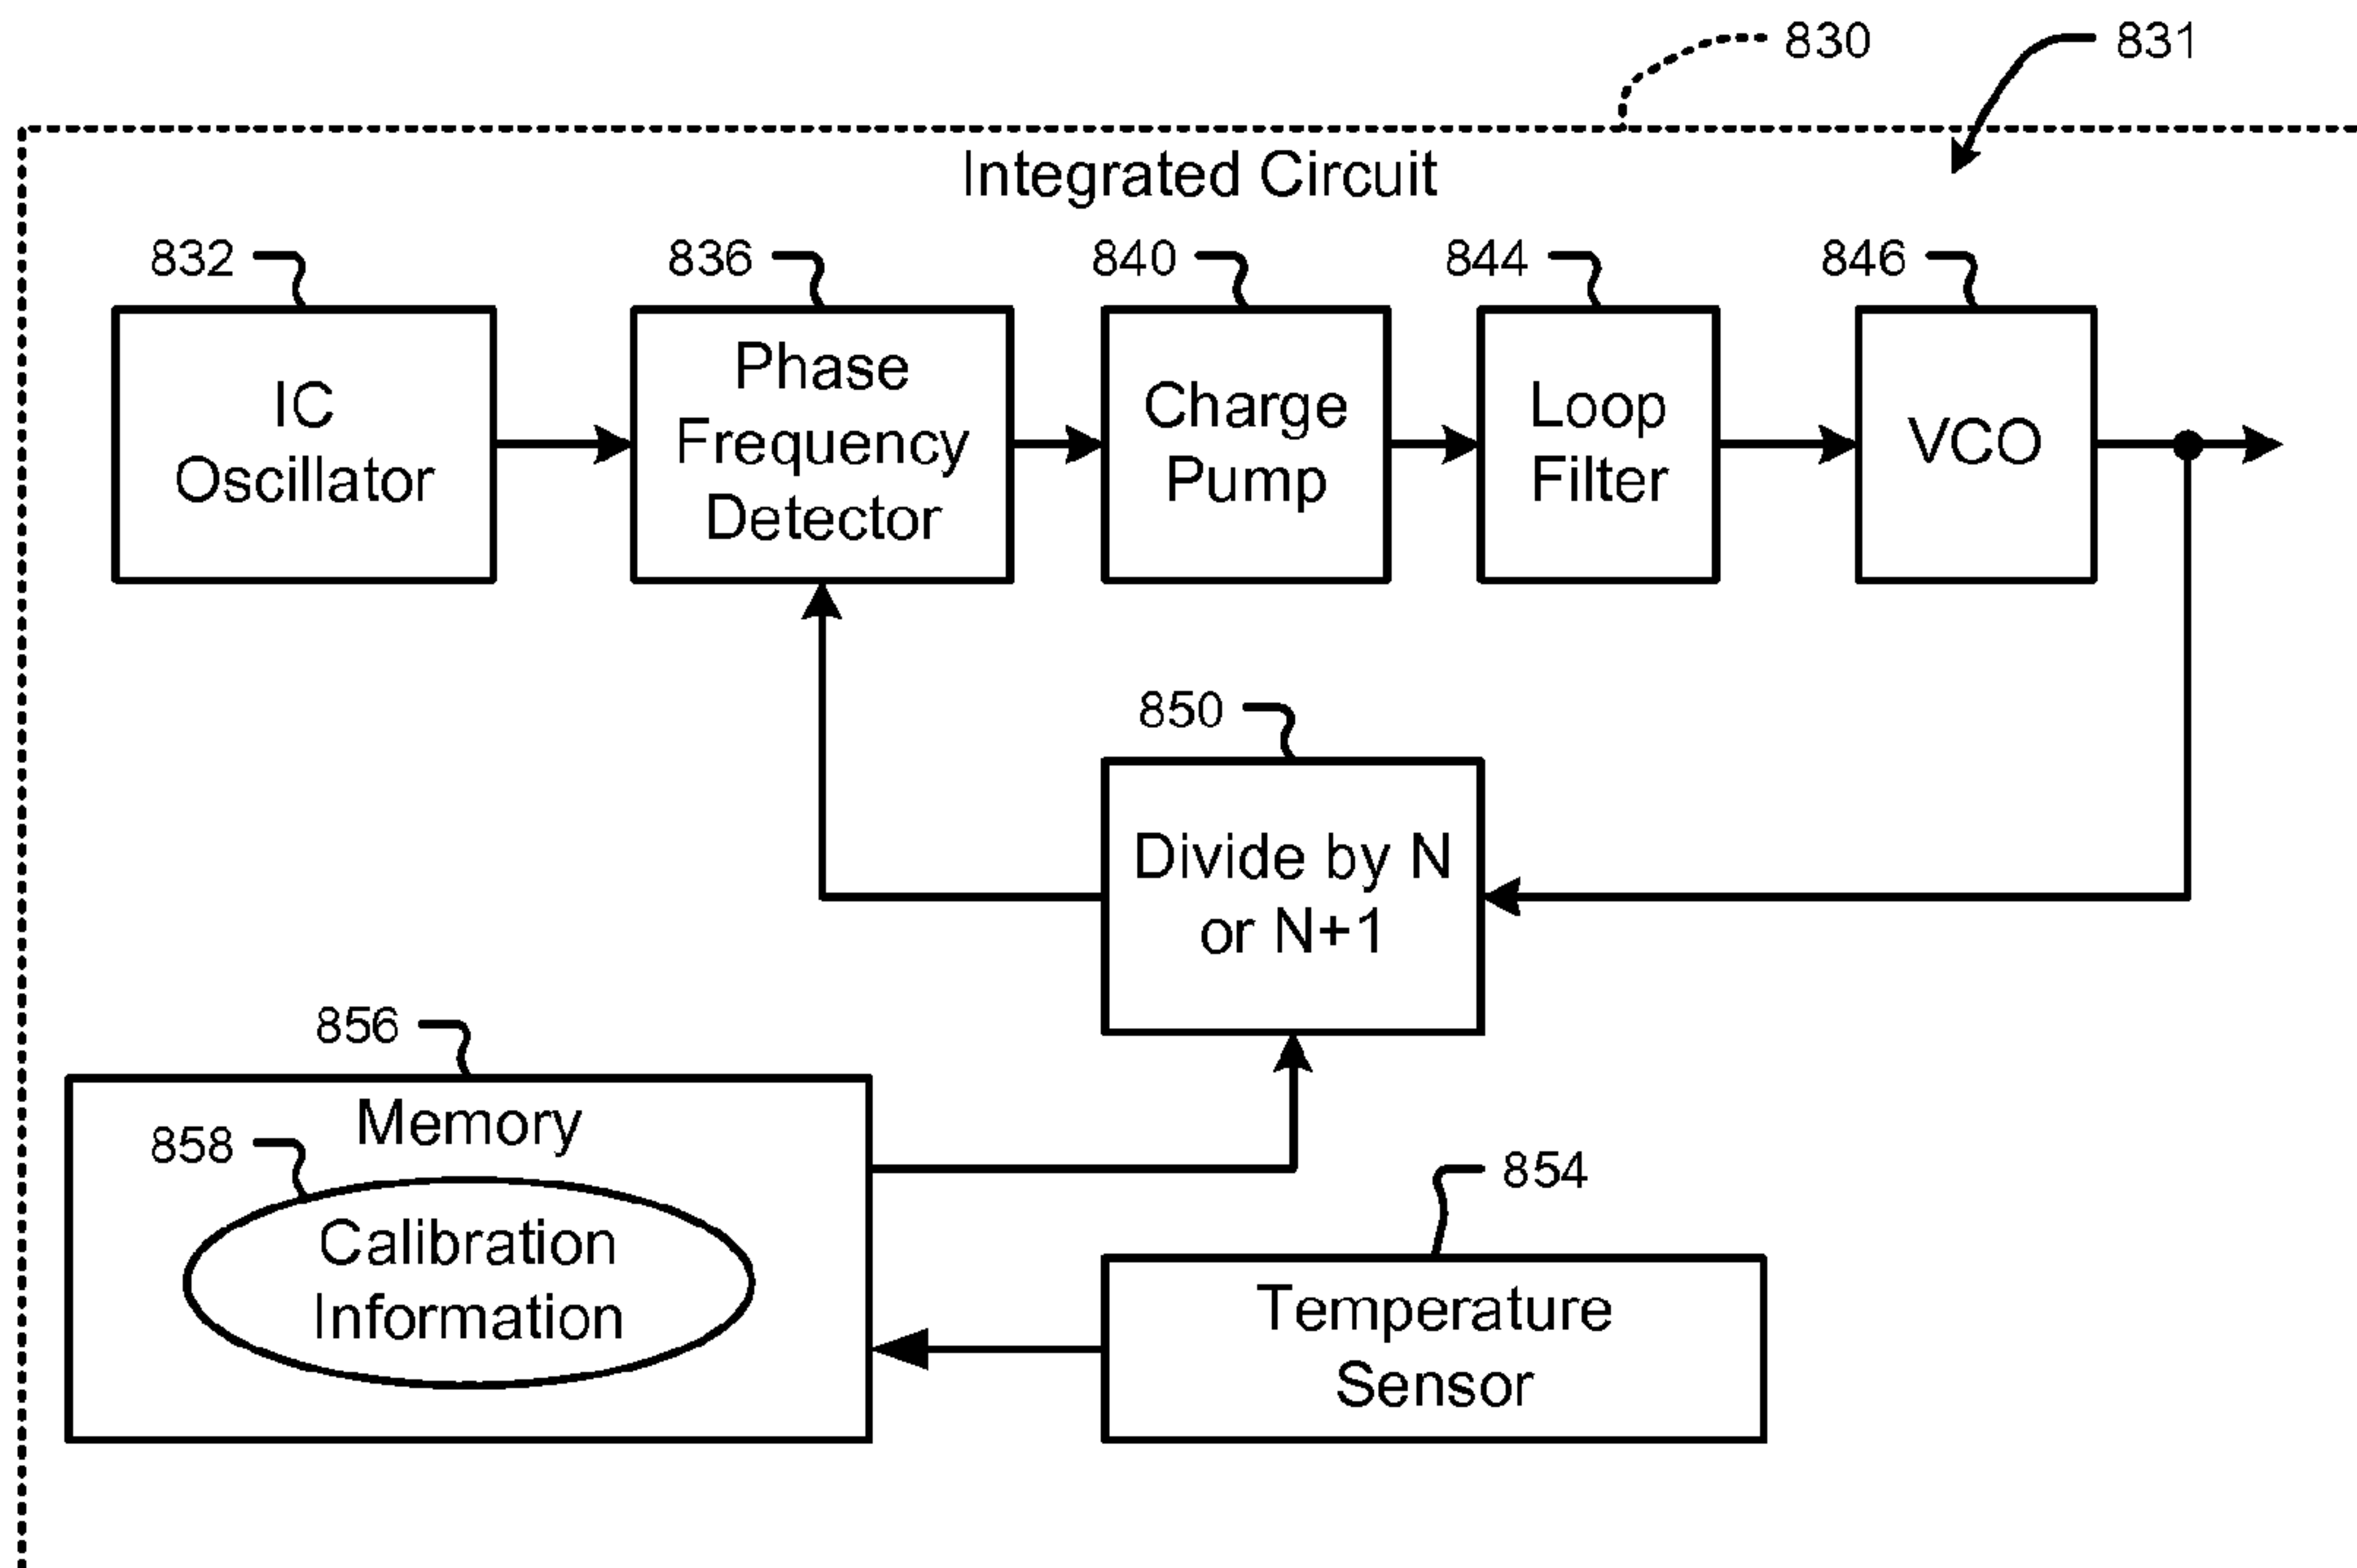 830
831
Integrated Circuit
832
836
840
844
846
IC
Oscillator
Phase
Frequency
Detector
Charge
Pump
Loop
Filter
VCO
850
Divide by N
or N+1
856
Memory
858
Calibration
Information
854
Temperature
Sensor